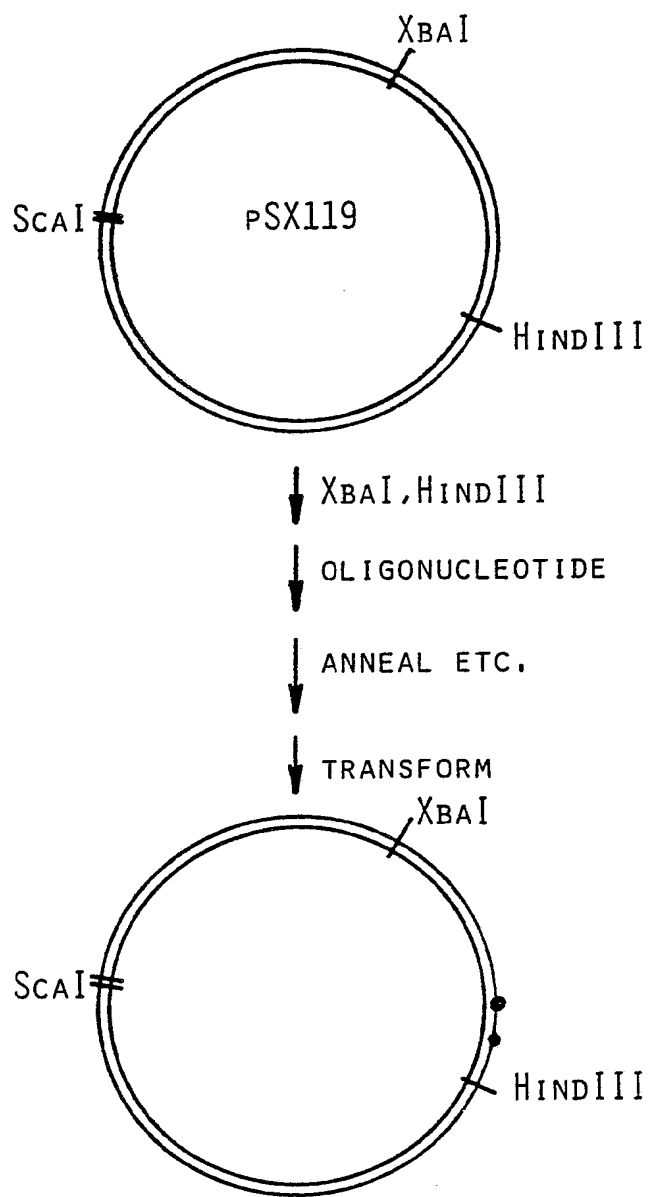 XBAI
SCAI
PSX119
HINDIII
XBAI,HINDIII
OLIGONUCLEOTIDE
ANNEAL ETC.
TRANSFORM
XBAI
SCAI
HINDIII